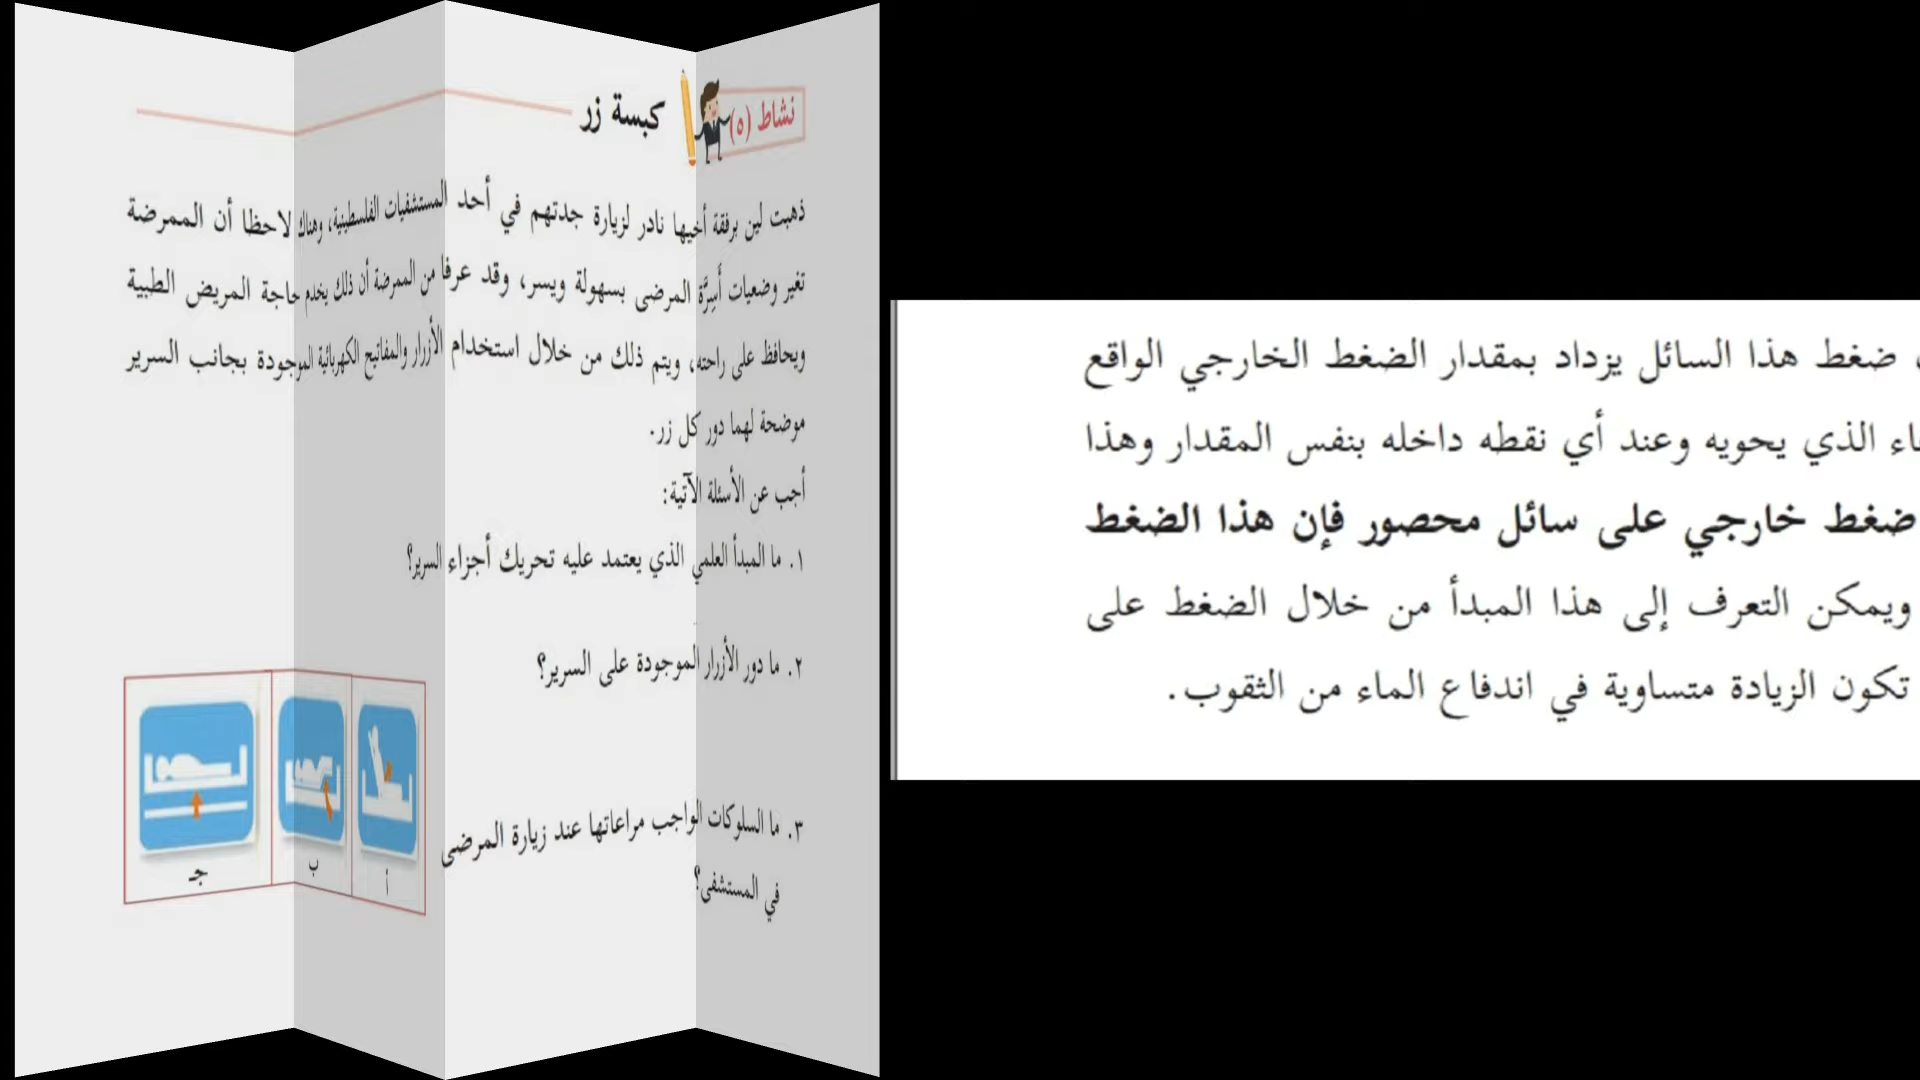 نشاط (٥)
كبسة زر
ذهبت لين برفقة أخيها نادر لزيارة جدتهم في أحد المستشفيات الفلسطينية، وهناك لاحظا أن الممرضة
تغير وضعيات أَسِرَّة المرضى بسهولة ويسر، وقد عرفا من الممرضة أن ذلك يخدم حاجة المريض الطبية
ويحافظ على راحته، ويتم ذلك من خلال استخدام الأزرار والمفاتيح الكهربائية الموجودة بجانب السرير
موضحة لهما دور كل زر.
أجب عن الأسئلة الآتية:
١. ما المبدأ العلمي الذي يعتمد عليه تحريك أجزاء السرير؟
٢. ما دور الأزرار الموجودة على السرير؟
٣. ما السلوكات الواجب مراعاتها عند زيارة المرضى
في المستشفى؟
أ
ب
جـ
ضغط هذا السائل يزداد بمقدار الضغط الخارجي الواقع
الذي يحويه وعند أي نقطه داخله بنفس المقدار وهذا
ضغط خارجي على سائل محصور فإن هذا الضغط
ويمكن التعرف إلى هذا المبدأ من خلال الضغط على
تكون الزيادة متساوية في اندفاع الماء من الثقوب.